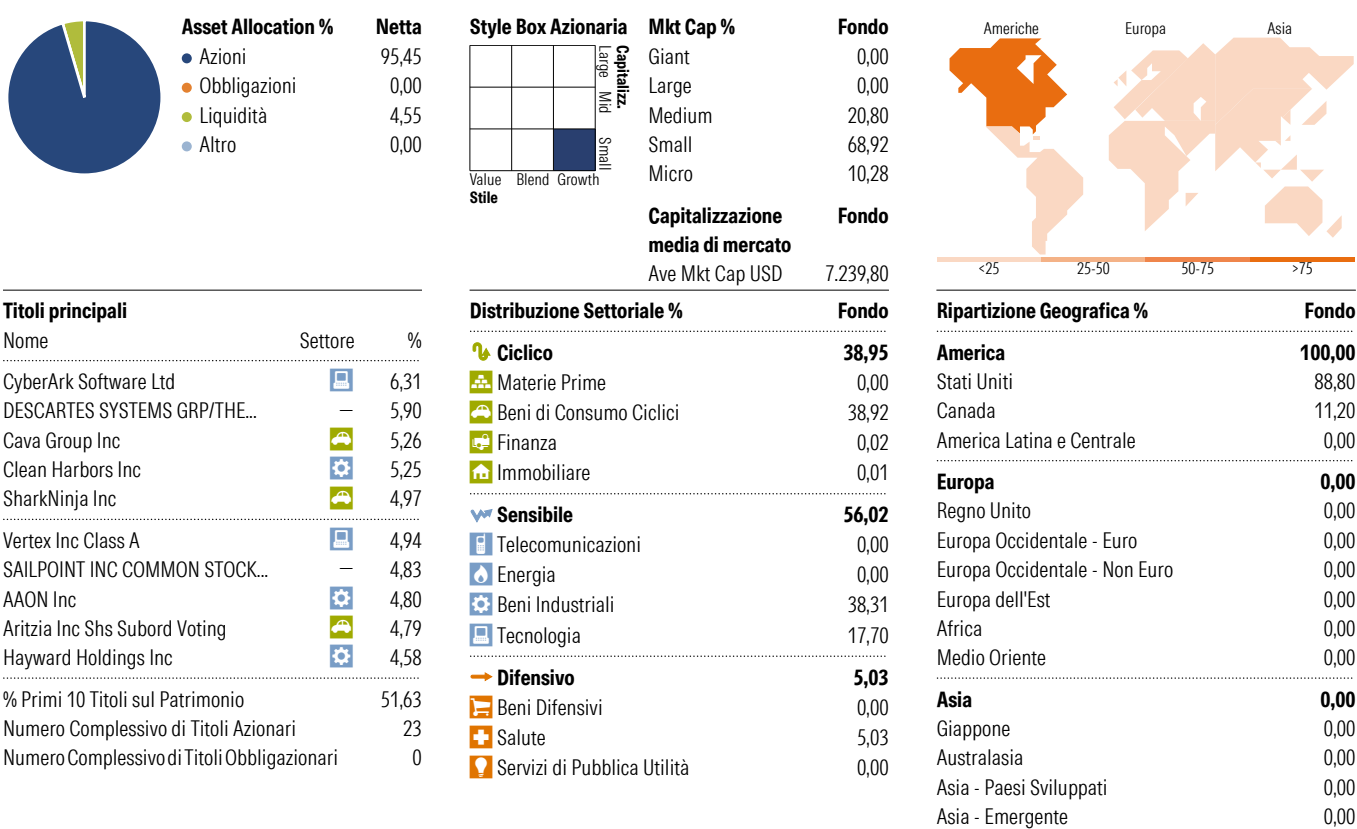 Asset Allocation % Netta
Azioni 95,45
Obbligazioni 0,00
Liquidità 4,55
Altro 0,00
Style Box Azionaria
Capitalizz.
Large Mid Small
Value Blend Growth
Stile
Mkt Cap % Fondo
Giant 0,00
Large 0,00
Medium 20,80
Small 68,92
Micro 10,28
Capitalizzazione Fondo
media di mercato
Ave Mkt Cap USD 7.239,80
Americhe Europa Asia
<25 25-50 50-75 >75
Titoli principali
Nome Settore %
CyberArk Software Ltd 6,31
DESCARTES SYSTEMS GRP/THE... — 5,90
Cava Group Inc 5,26
Clean Harbors Inc 5,25
SharkNinja Inc 4,97
Vertex Inc Class A 4,94
SAILPOINT INC COMMON STOCK... — 4,83
AAON Inc 4,80
Aritzia Inc Shs Subord Voting 4,79
Hayward Holdings Inc 4,58
% Primi 10 Titoli sul Patrimonio 51,63
Numero Complessivo di Titoli Azionari 23
Numero Complessivo di Titoli Obbligazionari 0
Distribuzione Settoriale % Fondo
Ciclico 38,95
Materie Prime 0,00
Beni di Consumo Ciclici 38,92
Finanza 0,02
Immobiliare 0,01
Sensibile 56,02
Telecomunicazioni 0,00
Energia 0,00
Beni Industriali 38,31
Tecnologia 17,70
Difensivo 5,03
Beni Difensivi 0,00
Salute 5,03
Servizi di Pubblica Utilità 0,00
Ripartizione Geografica % Fondo
America 100,00
Stati Uniti 88,80
Canada 11,20
America Latina e Centrale 0,00
Europa 0,00
Regno Unito 0,00
Europa Occidentale - Euro 0,00
Europa Occidentale - Non Euro 0,00
Europa dell'Est 0,00
Africa 0,00
Medio Oriente 0,00
Asia 0,00
Giappone 0,00
Australasia 0,00
Asia - Paesi Sviluppati 0,00
Asia - Emergente 0,00